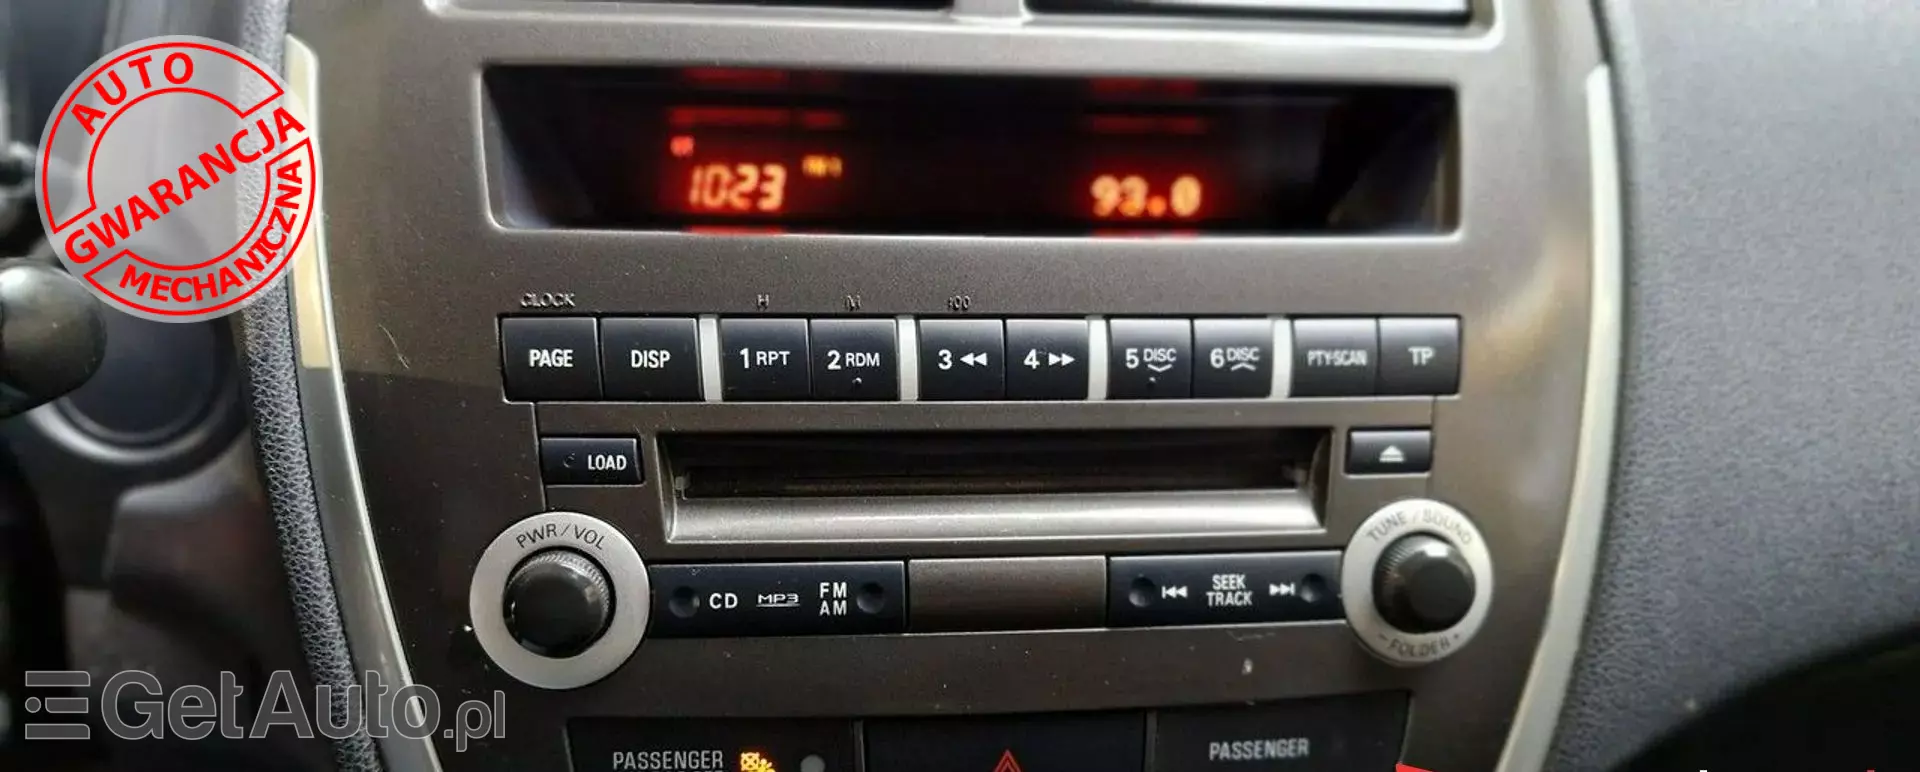 AUTO
GWARANCJA
MECHANICZNA
1023
93.0
CLOCK H M :00
PAGE DISP 1 RPT 2 RDM 3 4 5 DISC 6 DISC PTY-SCAN TP
LOAD
PWR/VOL
TUNE / SOUND
CD MP3 FM AM
SEEK TRACK
- FOLDER +
GetAuto.pl
PASSENGER
PASSENGER